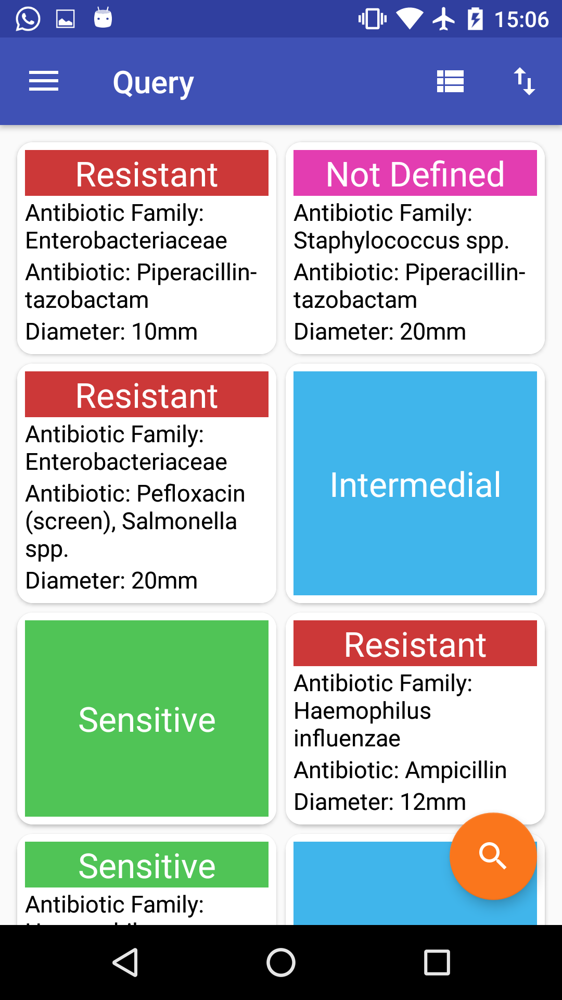 15:06
Query
Resistant
Antibiotic Family:
Enterobacteriaceae
Antibiotic: Piperacillin-
tazobactam
Diameter: 10mm
Not Defined
Antibiotic Family:
Staphylococcus spp.
Antibiotic: Piperacillin-
tazobactam
Diameter: 20mm
Resistant
Antibiotic Family:
Enterobacteriaceae
Antibiotic: Pefloxacin
(screen), Salmonella
spp.
Diameter: 20mm
Intermedial
Sensitive
Resistant
Antibiotic Family:
Haemophilus
influenzae
Antibiotic: Ampicillin
Diameter: 12mm
Sensitive
Antibiotic Family: